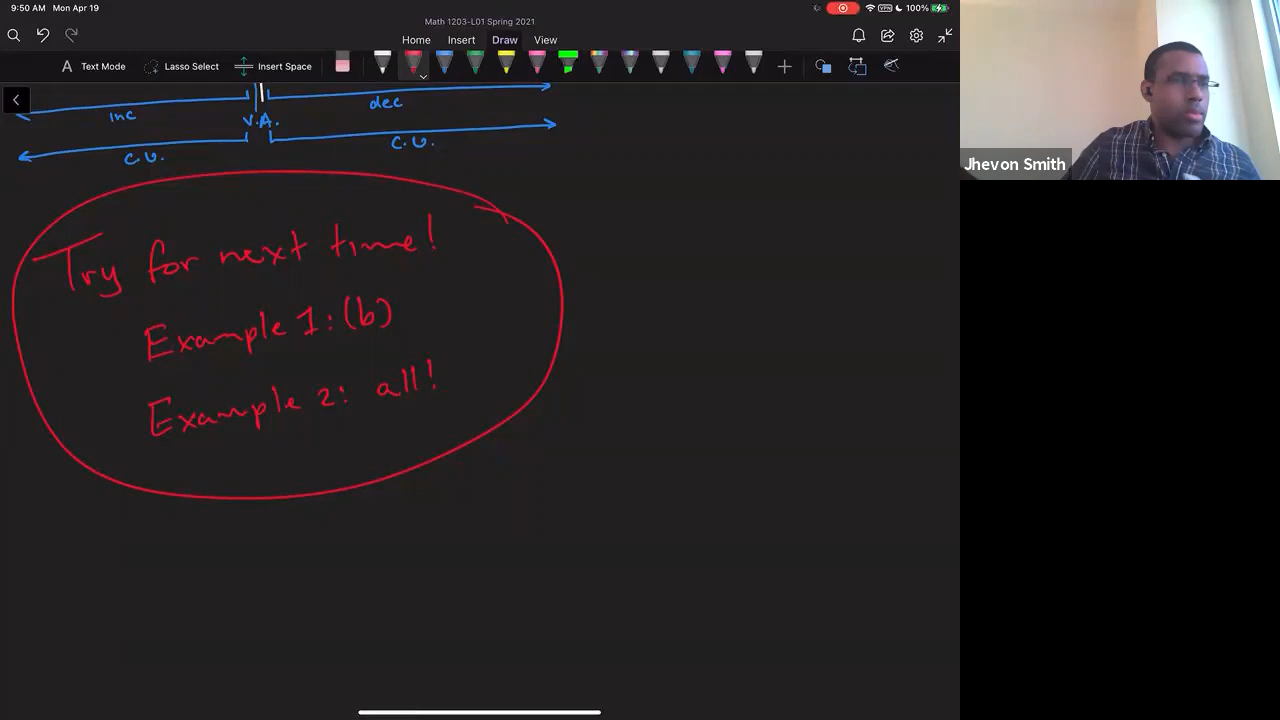 9:50 AM Mon Apr 19
VPN 100%
Math 1203-L01 Spring 2021
Home Insert Draw View
A Text Mode Lasso Select Insert Space
inc V.A. dec
C.U. C.U.
Try for next time!
Example 1: (b)
Example 2: all!
Jhevon Smith